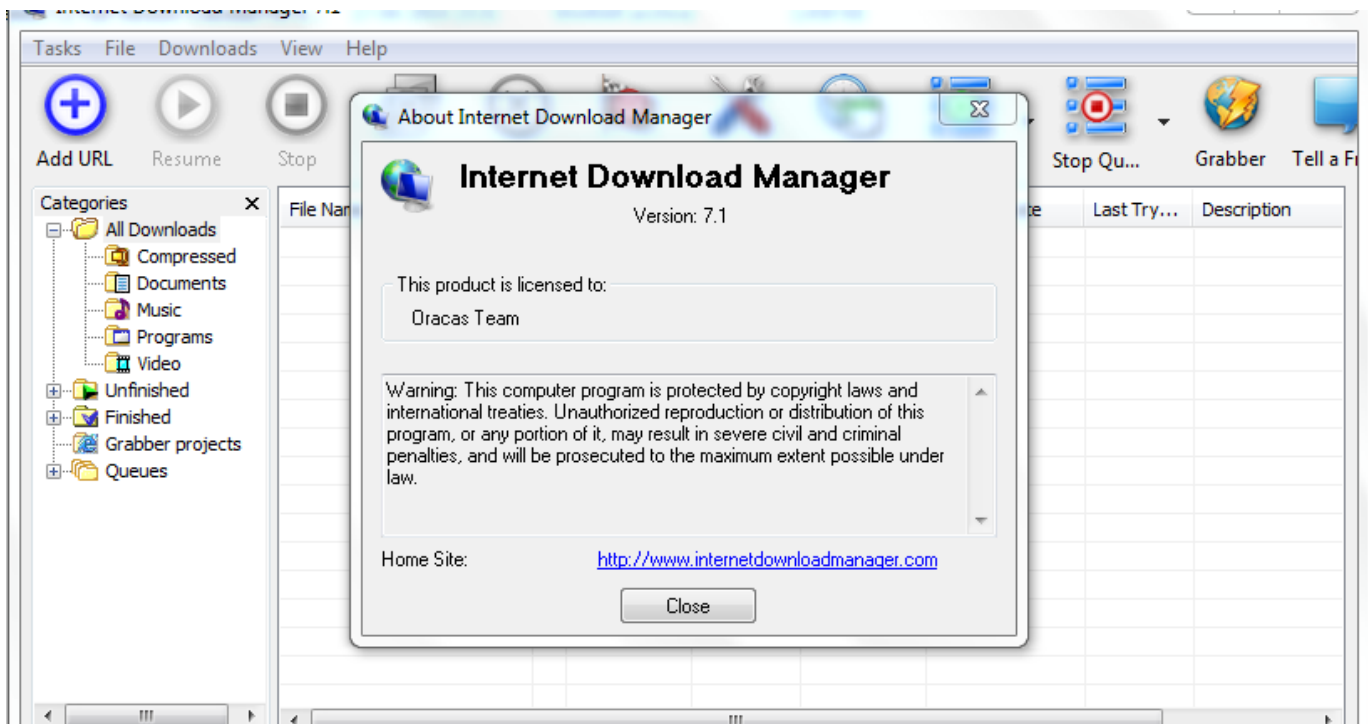 Internet Download Manager 7.1
Tasks File Downloads View Help
About Internet Download Manager
Add URL Resume Stop Stop Qu... Grabber Tell a Fr
Internet Download Manager
Version: 7.1
Categories
File Nar
Last Try... Description
All Downloads
Compressed
Documents
Music
Programs
Video
Unfinished
Finished
Grabber projects
Queues
This product is licensed to:
Oracas Team
Warning: This computer program is protected by copyright laws and
international treaties. Unauthorized reproduction or distribution of this
program, or any portion of it, may result in severe civil and criminal
penalties, and will be prosecuted to the maximum extent possible under
law.
Home Site: http://www.internetdownloadmanager.com
Close